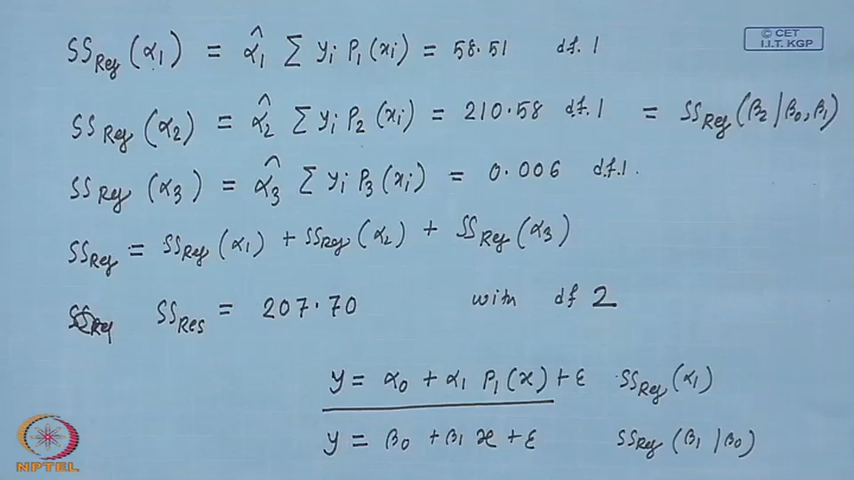 © CET
I.I.T. KGP
SS_Reg (α₁) = α̂₁ Σ yᵢ P₁(xᵢ) = 58.51 df. 1
SS_Reg (α₂) = α̂₂ Σ yᵢ P₂(xᵢ) = 210.58 d.f. 1 = SS_Reg(β₂|β₀,β₁)
SS_Reg (α₃) = α̂₃ Σ yᵢ P₃(xᵢ) = 0.006 d.f.1.
SS_Reg = SS_Reg(α₁) + SS_Reg(α₂) + SS_Reg(α₃)
SS_Res = 207.70 with df 2
y = α₀ + α₁ P₁(x) + ε SS_Reg(α₁)
y = β₀ + β₁ x + ε SS_Reg(β₁|β₀)
NPTEL